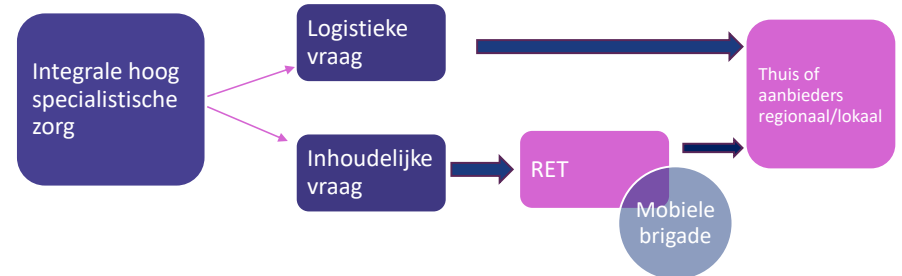 Integrale hoog
specialistische
zorg
Logistieke
vraag
Inhoudelijke
vraag
RET
Mobiele
brigade
Thuis of
aanbieders
regionaal/lokaal